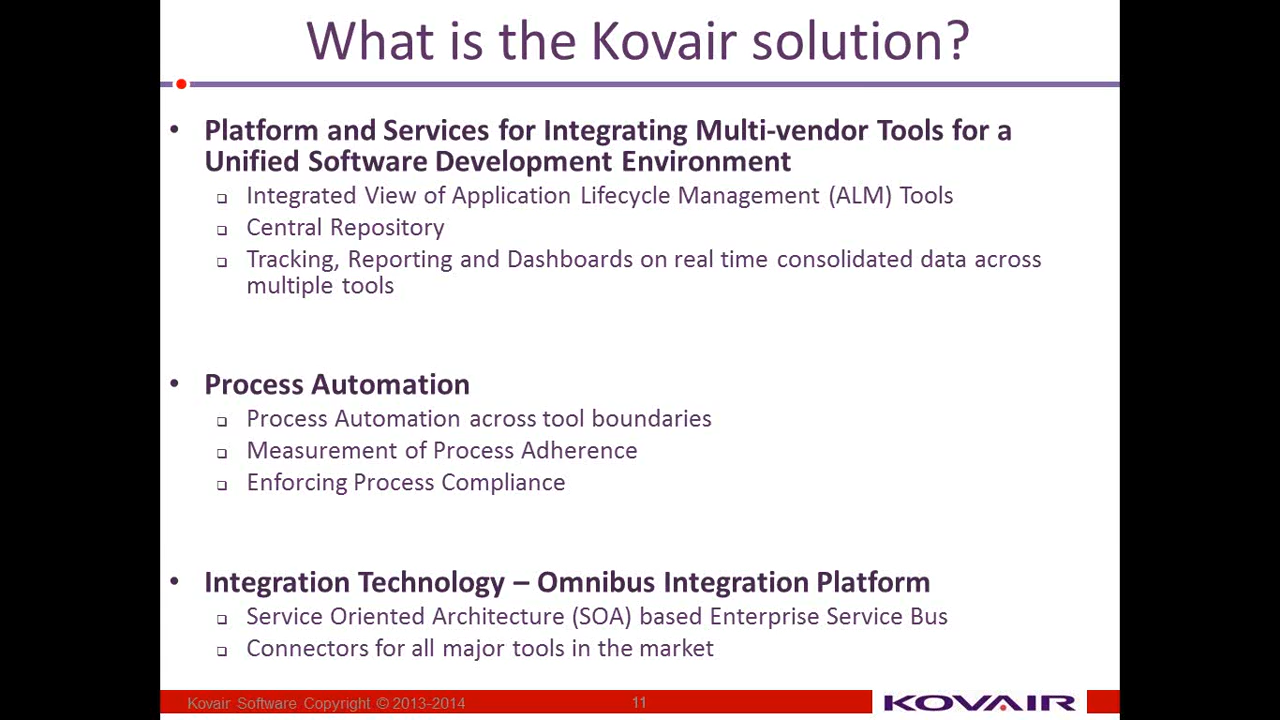 What is the Kovair solution?
• Platform and Services for Integrating Multi-vendor Tools for a
Unified Software Development Environment
❑ Integrated View of Application Lifecycle Management (ALM) Tools
❑ Central Repository
❑ Tracking, Reporting and Dashboards on real time consolidated data across
multiple tools
• Process Automation
❑ Process Automation across tool boundaries
❑ Measurement of Process Adherence
❑ Enforcing Process Compliance
• Integration Technology – Omnibus Integration Platform
❑ Service Oriented Architecture (SOA) based Enterprise Service Bus
❑ Connectors for all major tools in the market
Kovair Software Copyright © 2013-2014
11
KOVAIR